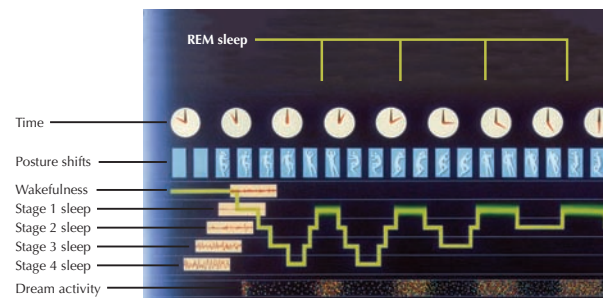 REM sleep
Time
Posture shifts
Wakefulness
Stage 1 sleep
Stage 2 sleep
Stage 3 sleep
Stage 4 sleep
Dream activity